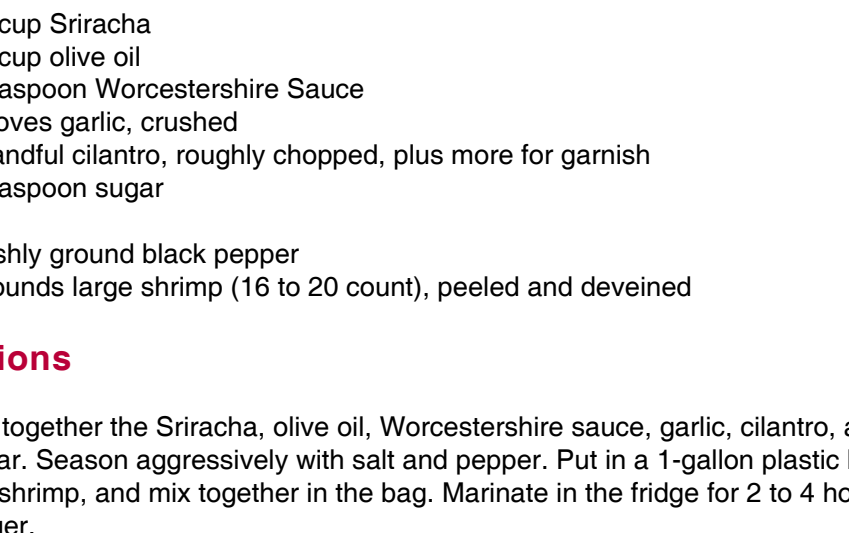 cup Sriracha
cup olive oil
aspoon Worcestershire Sauce
oves garlic, crushed
andful cilantro, roughly chopped, plus more for garnish
aspoon sugar
shly ground black pepper
ounds large shrimp (16 to 20 count), peeled and deveined
ions
together the Sriracha, olive oil, Worcestershire sauce, garlic, cilantro, a
ar. Season aggressively with salt and pepper. Put in a 1-gallon plastic
shrimp, and mix together in the bag. Marinate in the fridge for 2 to 4 ho
ger.